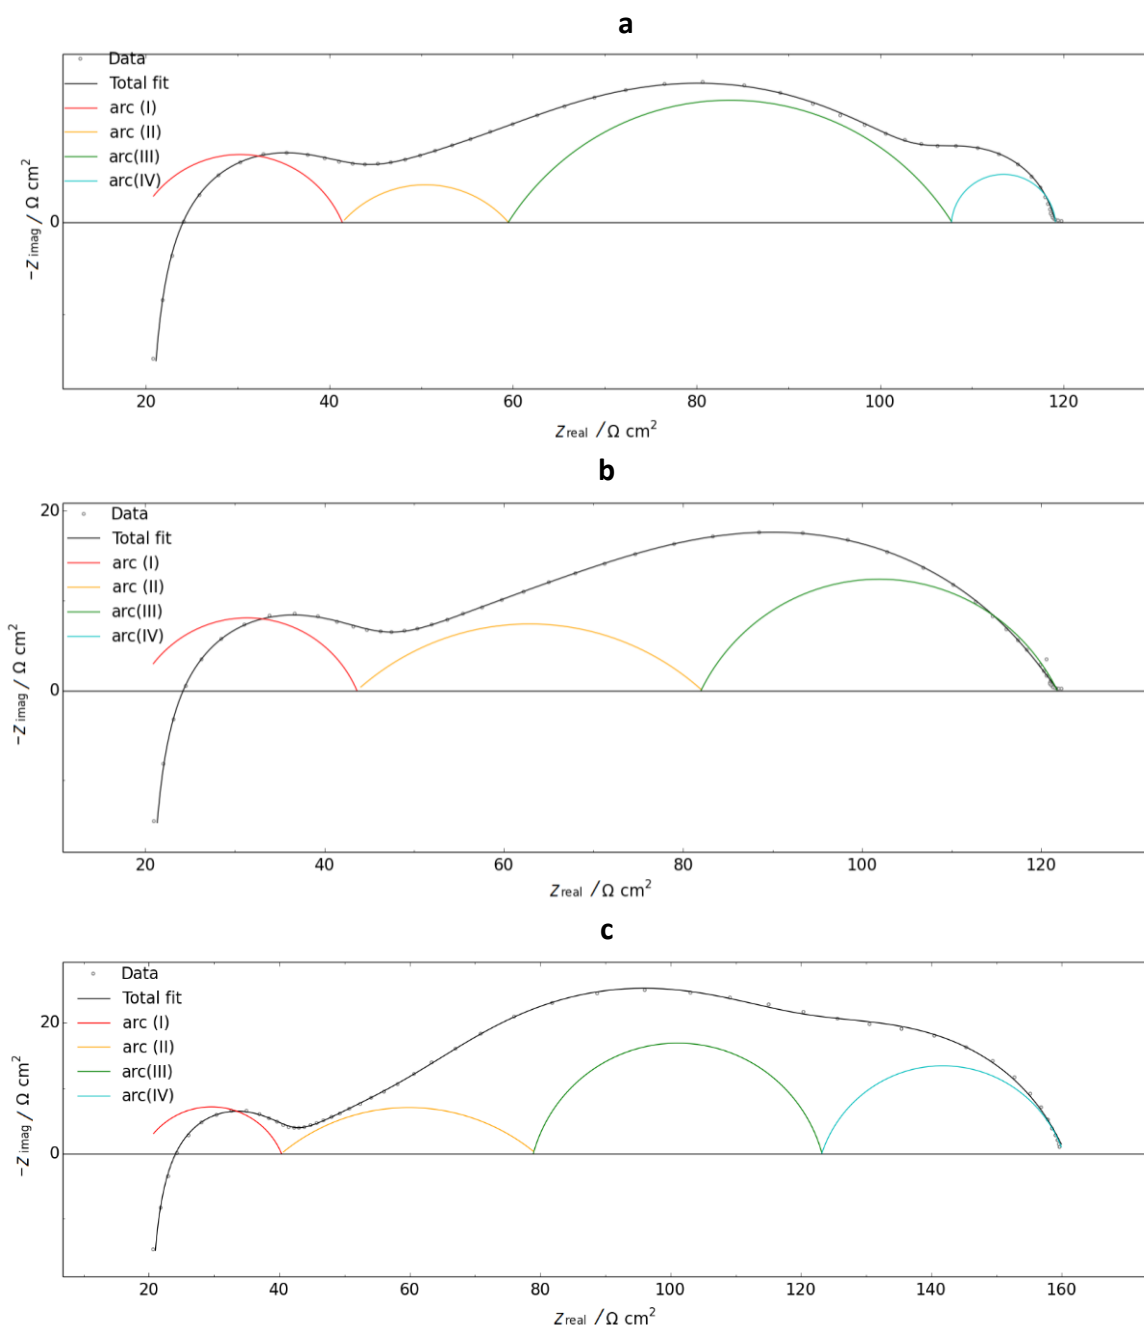 a
Data
Total fit
arc (I)
arc (II)
arc(III)
arc(IV)
0
−Z imag / Ω cm²
20 40 60 80 100 120
Z real / Ω cm²
b
20
Data
Total fit
arc (I)
arc (II)
arc(III)
arc(IV)
0
−Z imag / Ω cm²
20 40 60 80 100 120
Z real / Ω cm²
c
Data
Total fit
arc (I)
arc (II)
arc(III)
arc(IV)
20
0
−Z imag / Ω cm²
20 40 60 80 100 120 140 160
Z real / Ω cm²